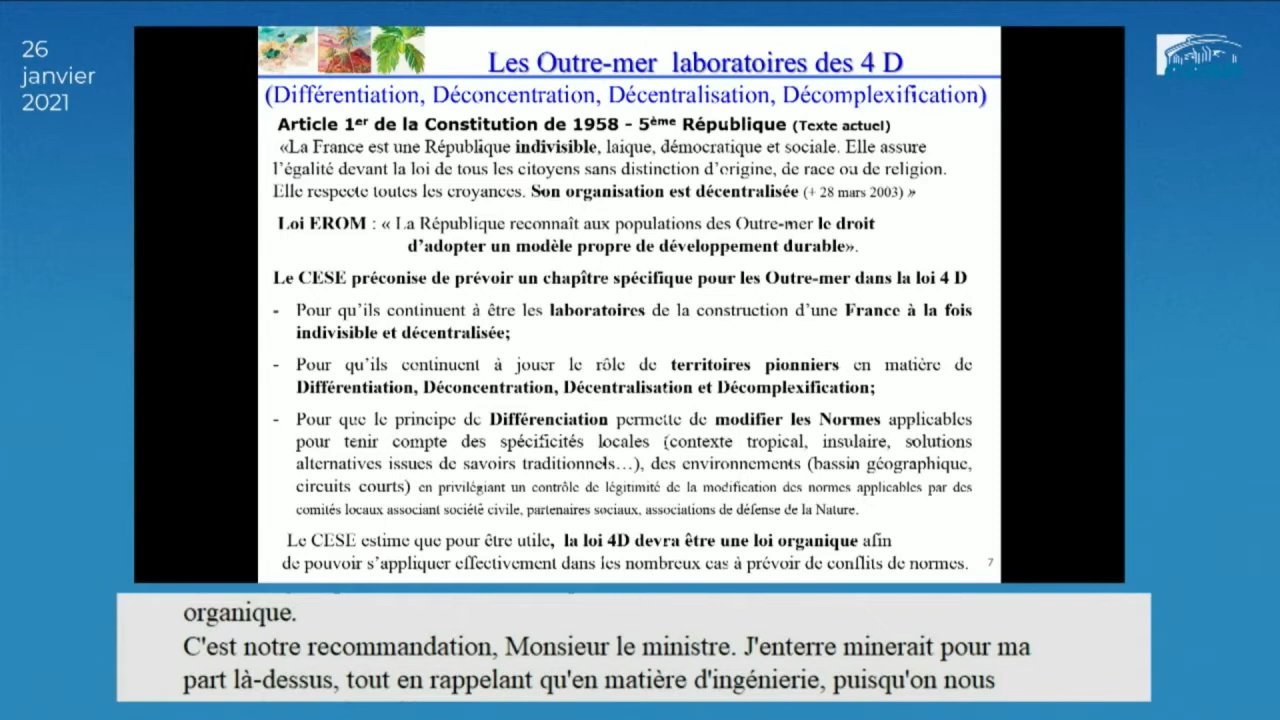 26
janvier
2021
Les Outre-mer laboratoires des 4 D
(Différentiation, Déconcentration, Décentralisation, Décomplexification)
Article 1er de la Constitution de 1958 - 5ème République (Texte actuel)
«La France est une République indivisible, laique, démocratique et sociale. Elle assure
l'égalité devant la loi de tous les citoyens sans distinction d'origine, de race ou de religion.
Elle respecte toutes les croyances. Son organisation est décentralisée (+ 28 mars 2003) »
Loi EROM : « La République reconnaît aux populations des Outre-mer le droit
d'adopter un modèle propre de développement durable».
Le CESE préconise de prévoir un chapître spécifique pour les Outre-mer dans la loi 4 D
- Pour qu'ils continuent à être les laboratoires de la construction d'une France à la fois
indivisible et décentralisée;
- Pour qu'ils continuent à jouer le rôle de territoires pionniers en matière de
Différentiation, Déconcentration, Décentralisation et Décomplexification;
- Pour que le principe de Différenciation permette de modifier les Normes applicables
pour tenir compte des spécificités locales (contexte tropical, insulaire, solutions
alternatives issues de savoirs traditionnels…), des environnements (bassin géographique,
circuits courts) en privilégiant un contrôle de légitimité de la modification des normes applicables par des
comités locaux associant société civile, partenaires sociaux, associations de défense de la Nature.
Le CESE estime que pour être utile, la loi 4D devra être une loi organique afin
de pouvoir s'appliquer effectivement dans les nombreux cas à prévoir de conflits de normes.
7
organique.
C'est notre recommandation, Monsieur le ministre. J'enterre minerait pour ma
part là-dessus, tout en rappelant qu'en matière d'ingénierie, puisqu'on nous